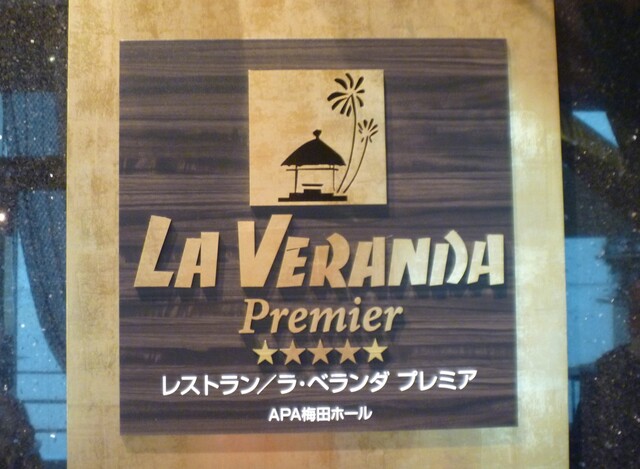 LA VERANDA
Premier
★★★★★
レストラン/ラ・ベランダ プレミア
APA梅田ホール